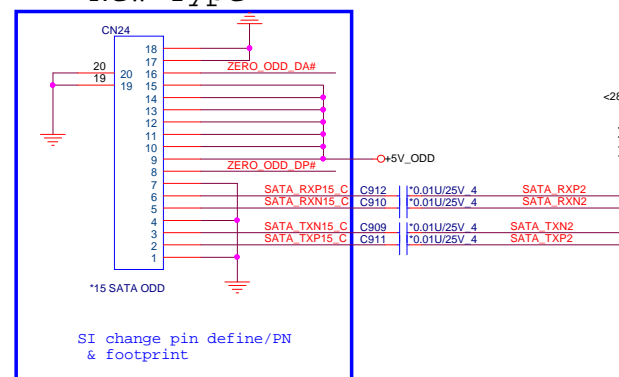 New Type
CN24
18
17
20 20 16 ZERO_ODD_DA#
19 19 15
14
13
12
11
10
9 +5V_ODD
8 ZERO_ODD_DP#
7
6 SATA_RXP15_C C912 *0.01U/25V_4 SATA_RXP2
5 SATA_RXN15_C C910 *0.01U/25V_4 SATA_RXN2
4
3 SATA_TXN15_C C909 *0.01U/25V_4 SATA_TXN2
2 SATA_TXP15_C C911 *0.01U/25V_4 SATA_TXP2
1
*15 SATA ODD
SI change pin define/PN
& footprint